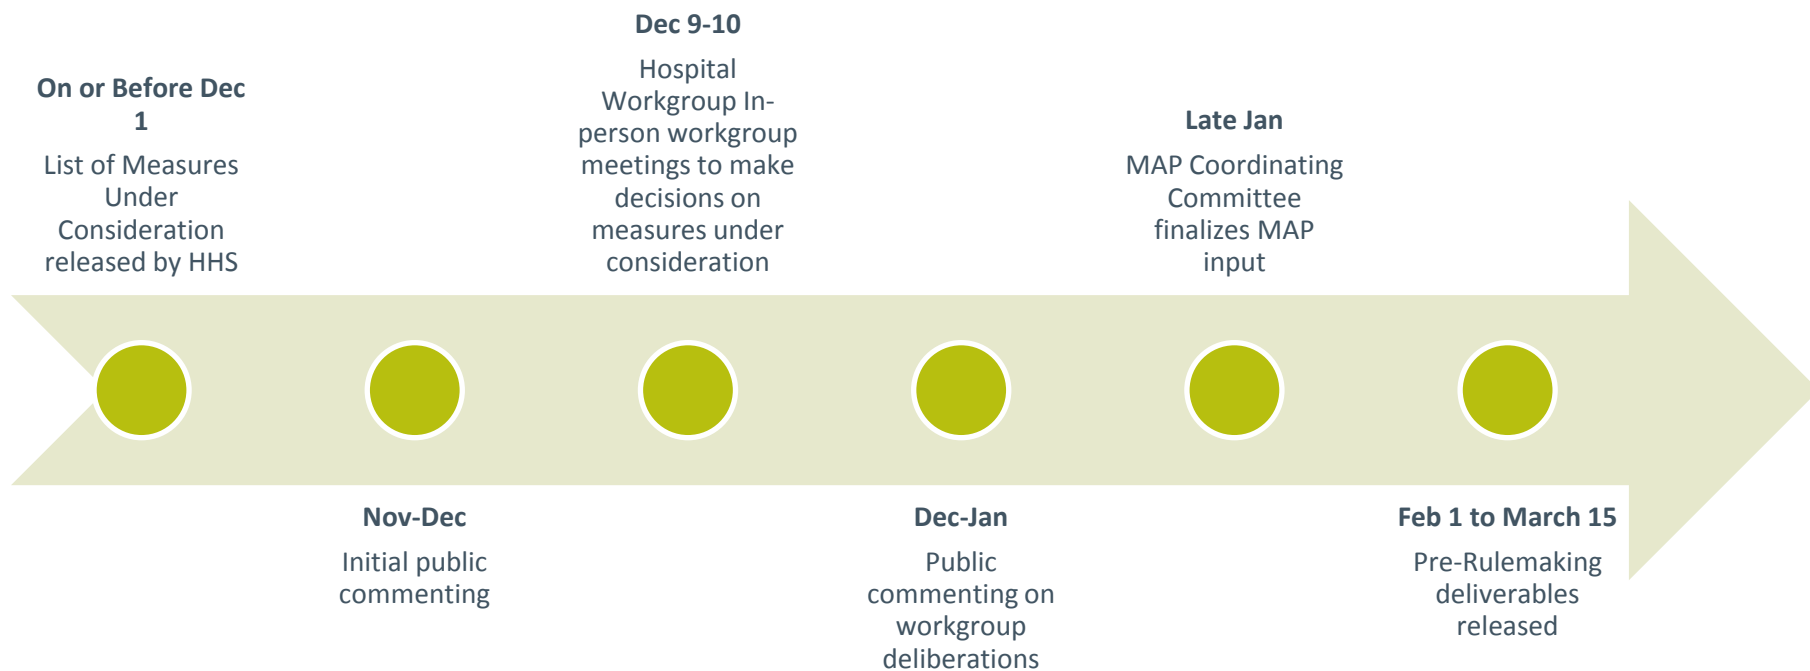 On or Before Dec
1
List of Measures
Under
Consideration
released by HHS
Nov-Dec
Initial public
commenting
Dec 9-10
Hospital
Workgroup In-
person workgroup
meetings to make
decisions on
measures under
consideration
Dec-Jan
Public
commenting on
workgroup
deliberations
Late Jan
MAP Coordinating
Committee
finalizes MAP
input
Feb 1 to March 15
Pre-Rulemaking
deliverables
released